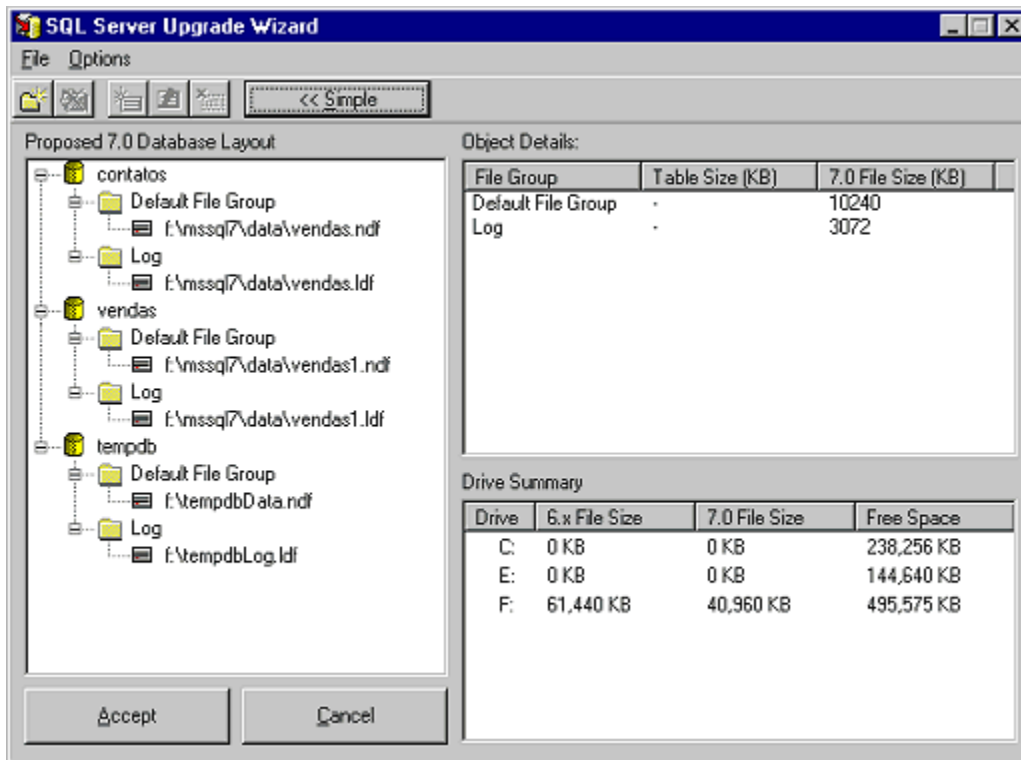 SQL Server Upgrade Wizard
File Options
<< Simple
Proposed 7.0 Database Layout
contatos
Default File Group
f:\mssql7\data\vendas.ndf
Log
f:\mssql7\data\vendas.ldf
vendas
Default File Group
f:\mssql7\data\vendas1.ndf
Log
f:\mssql7\data\vendas1.ldf
tempdb
Default File Group
f:\tempdbData.ndf
Log
f:\tempdbLog.ldf
Accept Cancel
Object Details:
File Group Table Size (KB) 7.0 File Size (KB)
Default File Group - 10240
Log - 3072
Drive Summary
Drive 6.x File Size 7.0 File Size Free Space
C: 0 KB 0 KB 238,256 KB
E: 0 KB 0 KB 144,640 KB
F: 61,440 KB 40,960 KB 495,575 KB